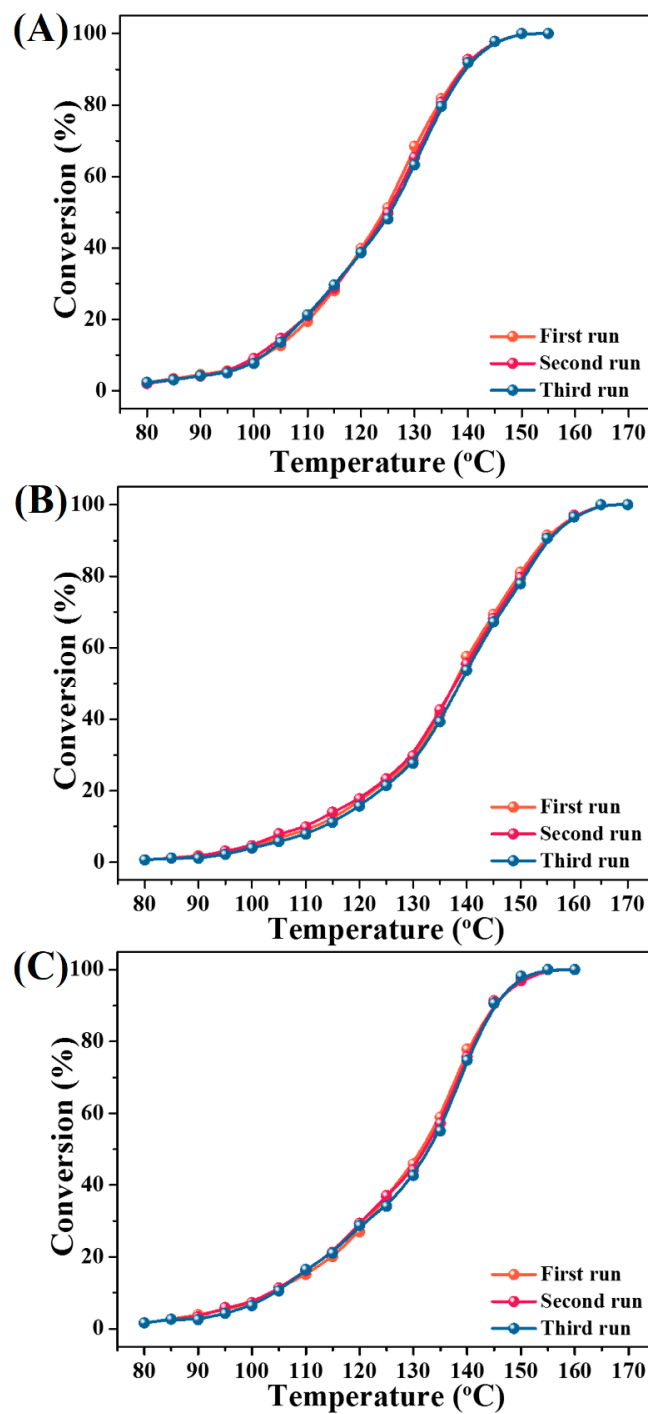 (A)
100
80
60
40
20
0
Conversion (%)
First run
Second run
Third run
80 90 100 110 120 130 140 150 160 170
Temperature (°C)
(B)
100
80
60
40
20
0
Conversion (%)
First run
Second run
Third run
80 90 100 110 120 130 140 150 160 170
Temperature (°C)
(C)
100
80
60
40
20
0
Conversion (%)
First run
Second run
Third run
80 90 100 110 120 130 140 150 160 170
Temperature (°C)